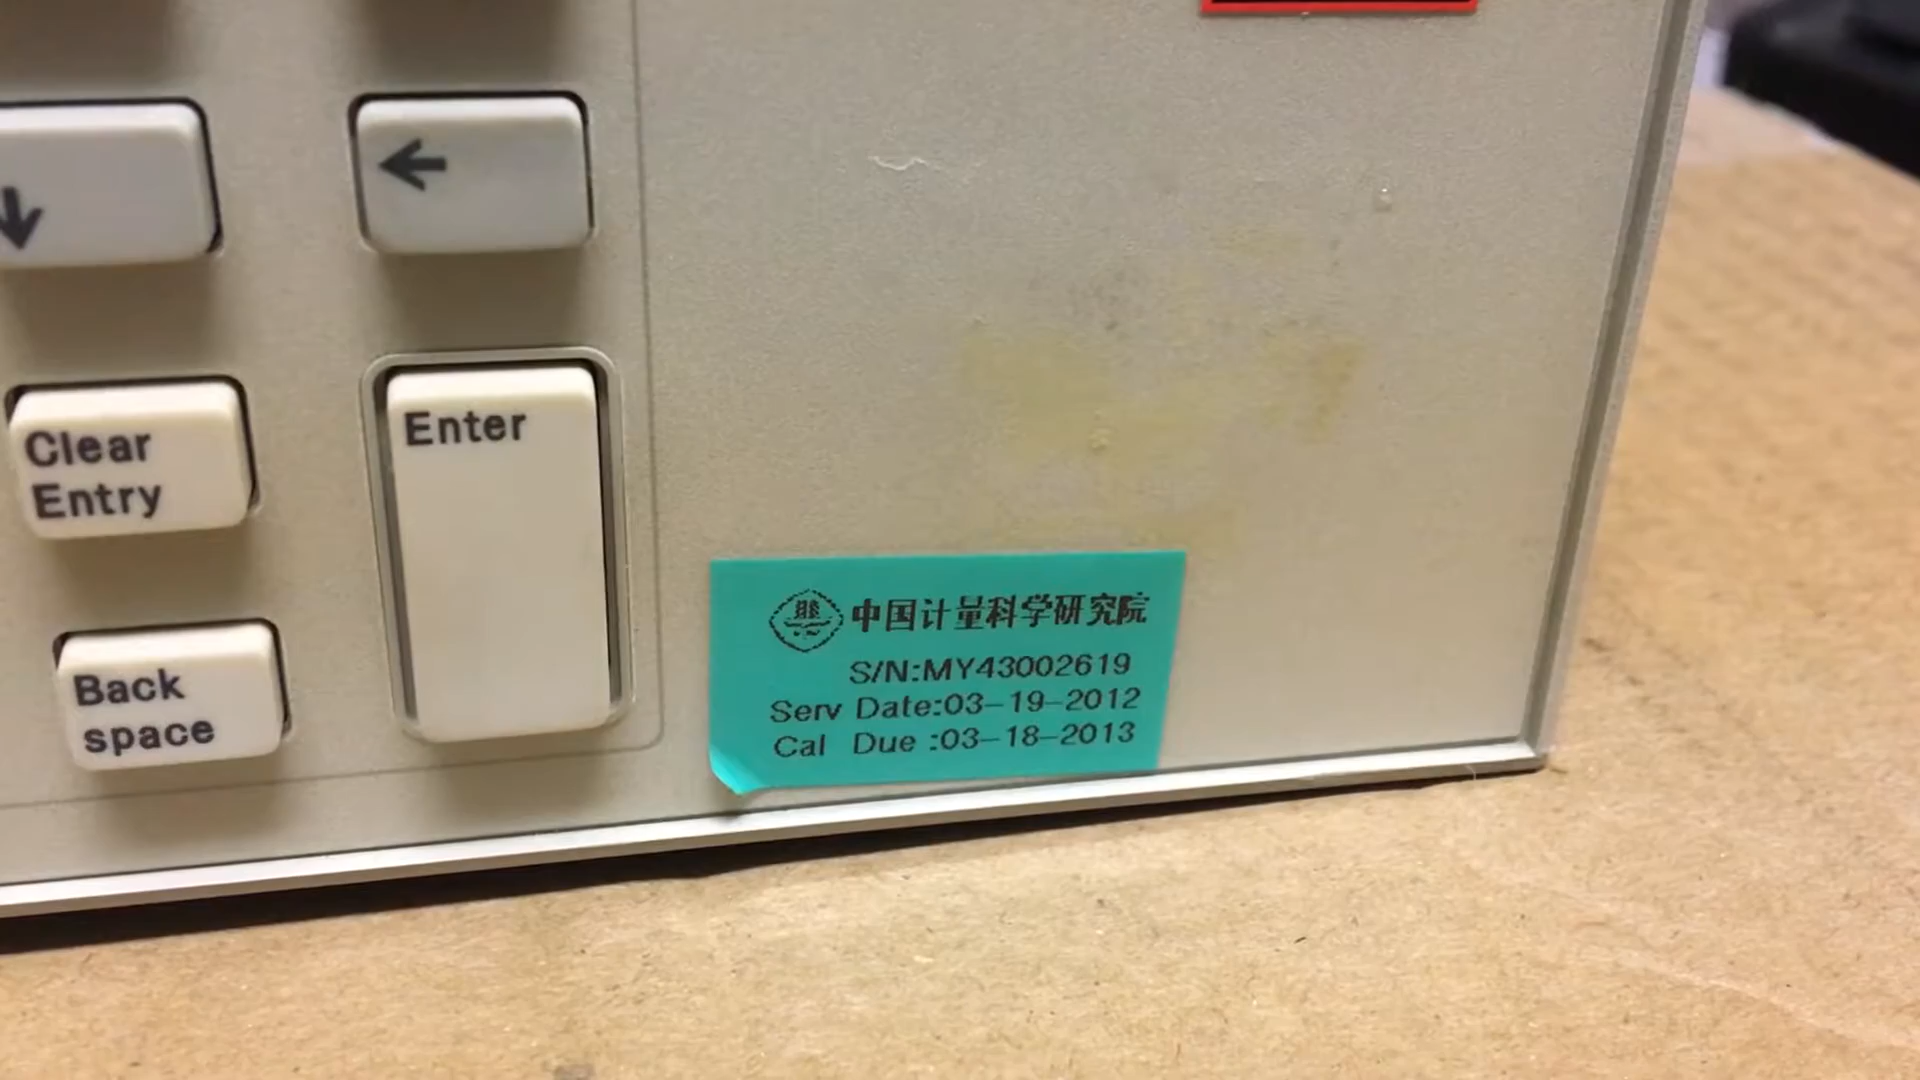 ←
↓
Clear
Entry
Enter
Back
space
中国计量科学研究院
S/N:MY43002619
Serv Date:03-19-2012
Cal Due :03-18-2013